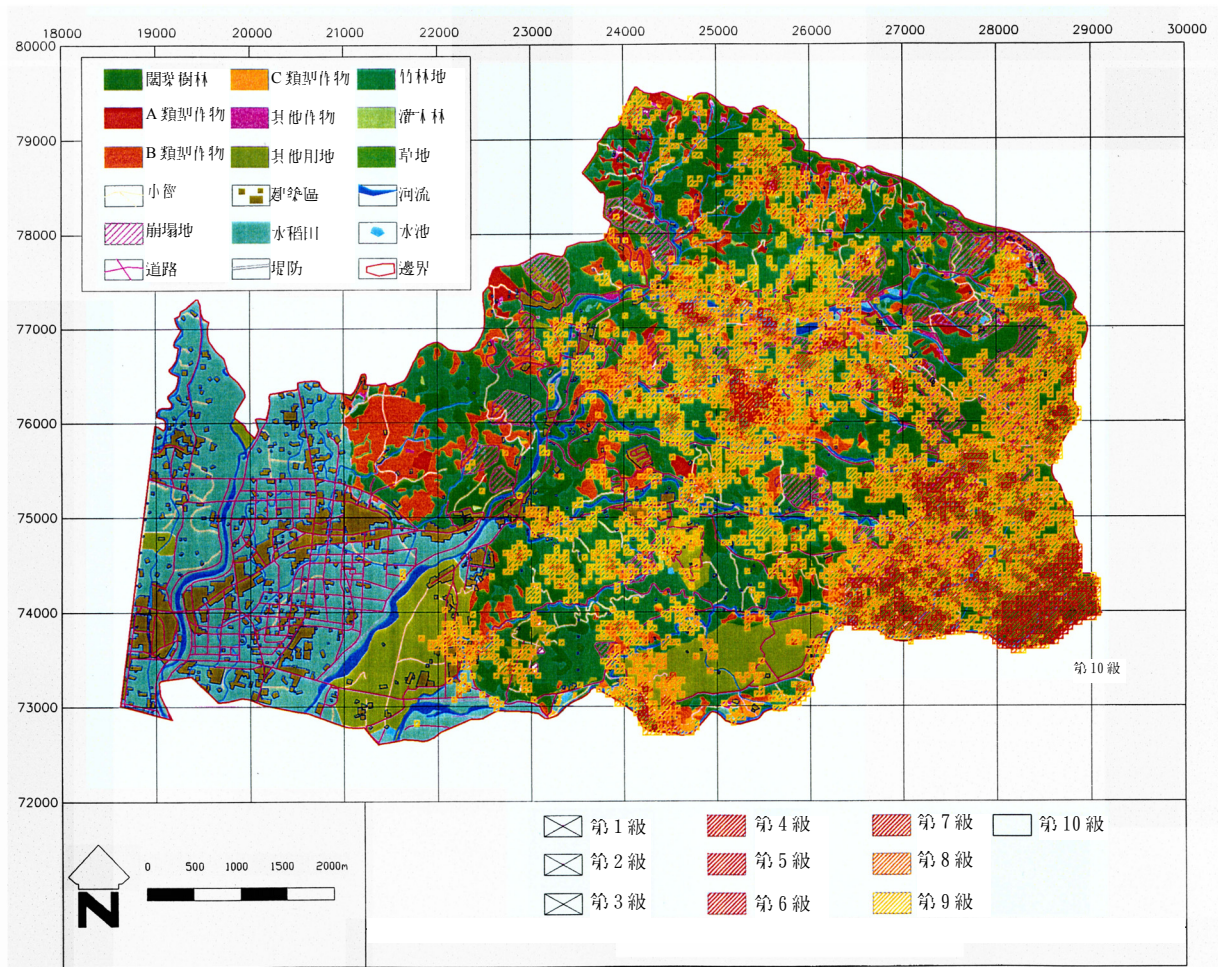 18000 19000 20000 21000 22000 23000 24000 25000 26000 27000 28000 29000 30000
80000
闊葉樹林 C 類型作物 竹林地
A 類型作物 其他作物 灌木林
79000
B 類型作物 其他用地 草地
小徑 建築區 河流
78000
崩塌地 水稻田 水池
道路 堤防 邊界
77000
76000
75000
74000
第 10 級
73000
72000
第 1 級 第 4 級 第 7 級 第 10 級
第 2 級 第 5 級 第 8 級
第 3 級 第 6 級 第 9 級
0 500 1000 1500 2000m
N